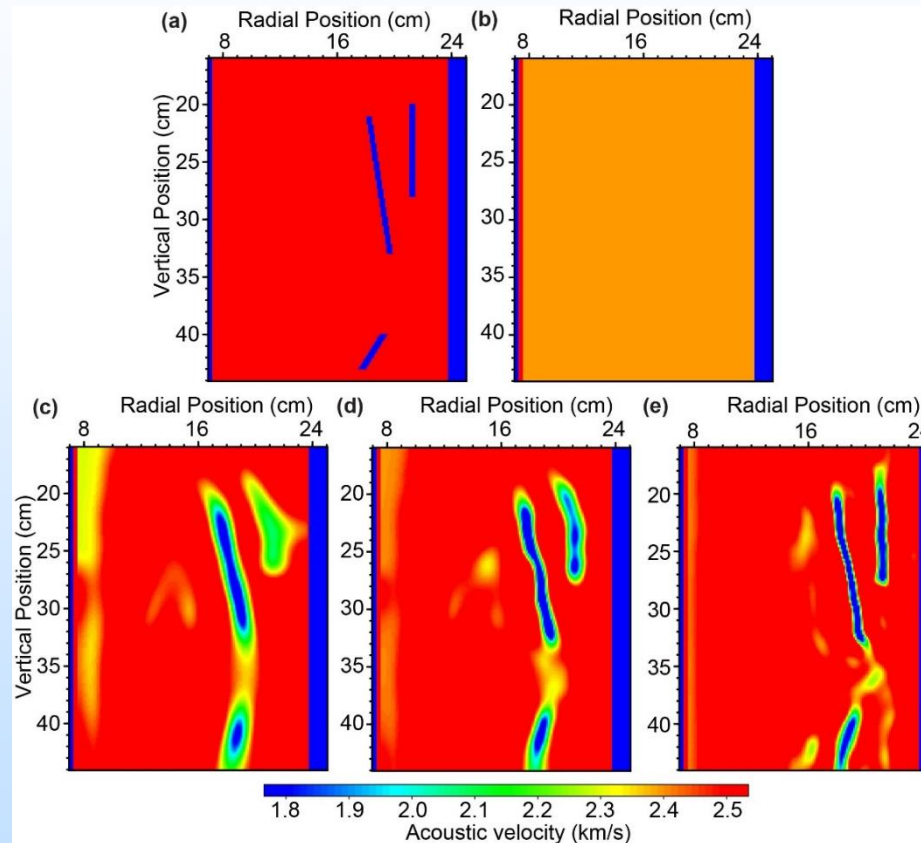 (a)
Radial Position (cm)
8 16 24
Vertical Position (cm)
20
25
30
35
40
(b)
Radial Position (cm)
8 16 24
20
25
30
35
40
(c)
Radial Position (cm)
8 16 24
Vertical Position (cm)
20
25
30
35
40
(d)
Radial Position (cm)
8 16 24
20
25
30
35
40
(e)
Radial Position (cm)
8 16
20
25
30
35
40
1.8 1.9 2.0 2.1 2.2 2.3 2.4 2.5
Acoustic velocity (km/s)